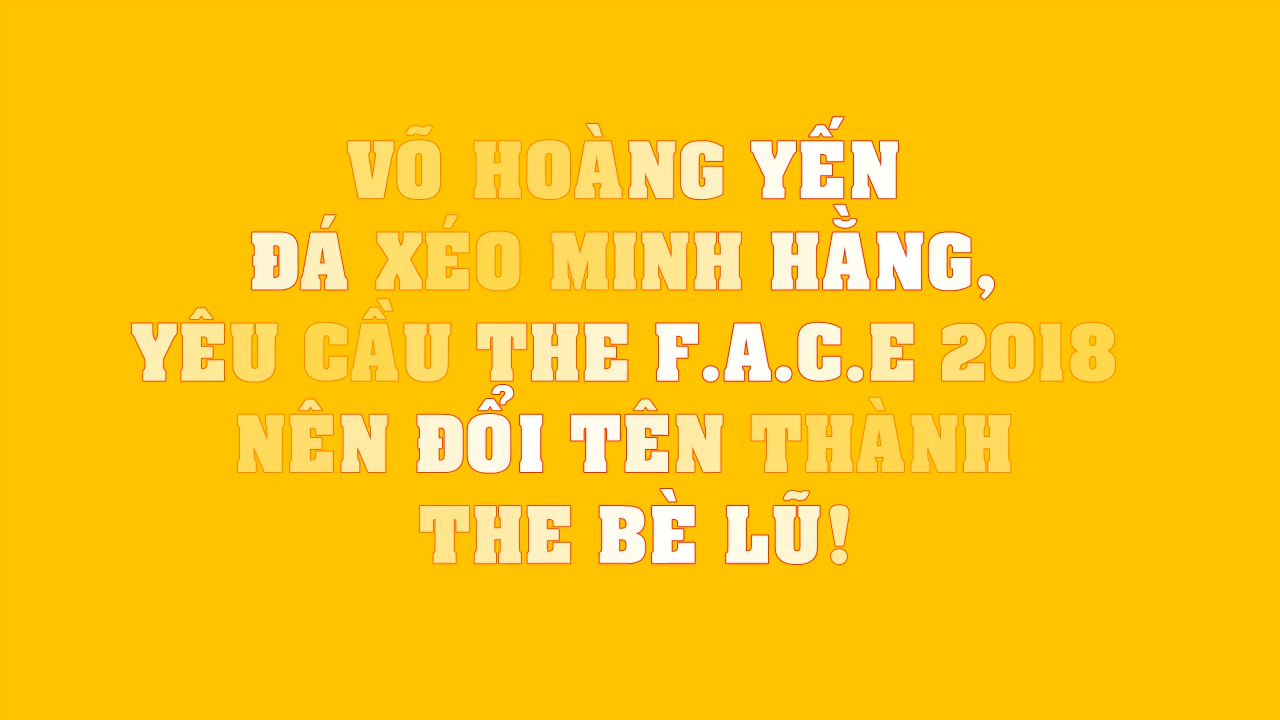 VÕ HOÀNG YẾN
ĐÁ XÉO MINH HẰNG,
YÊU CẦU THE F.A.C.E 2018
NÊN ĐỔI TÊN THÀNH
THE BÈ LŨ!